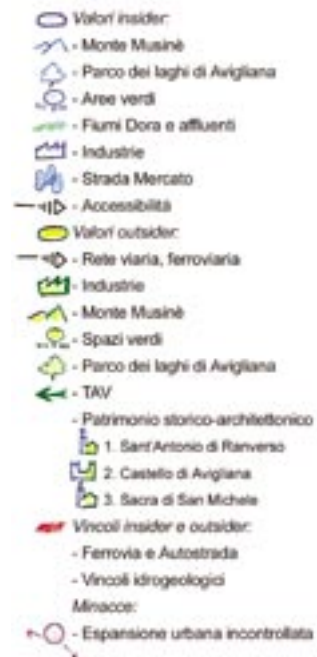 Valori insider:
- Monte Musinè
- Parco dei laghi di Avigliana
- Aree verdi
- Fiumi Dora e affluenti
- Industrie
- Strada Mercato
- Accessibilità
Valori outsider:
- Rete viaria, ferroviaria
- Industrie
- Monte Musinè
- Spazi verdi
- Parco dei laghi di Avigliana
- TAV
- Patrimonio storico-architettonico
1. Sant'Antonio di Ranverso
2. Castello di Avigliana
3. Sacra di San Michele
Vincoli insider e outsider:
- Ferrovia e Autostrada
- Vincoli idrogeologici
Minacce:
- Espansione urbana incontrollata